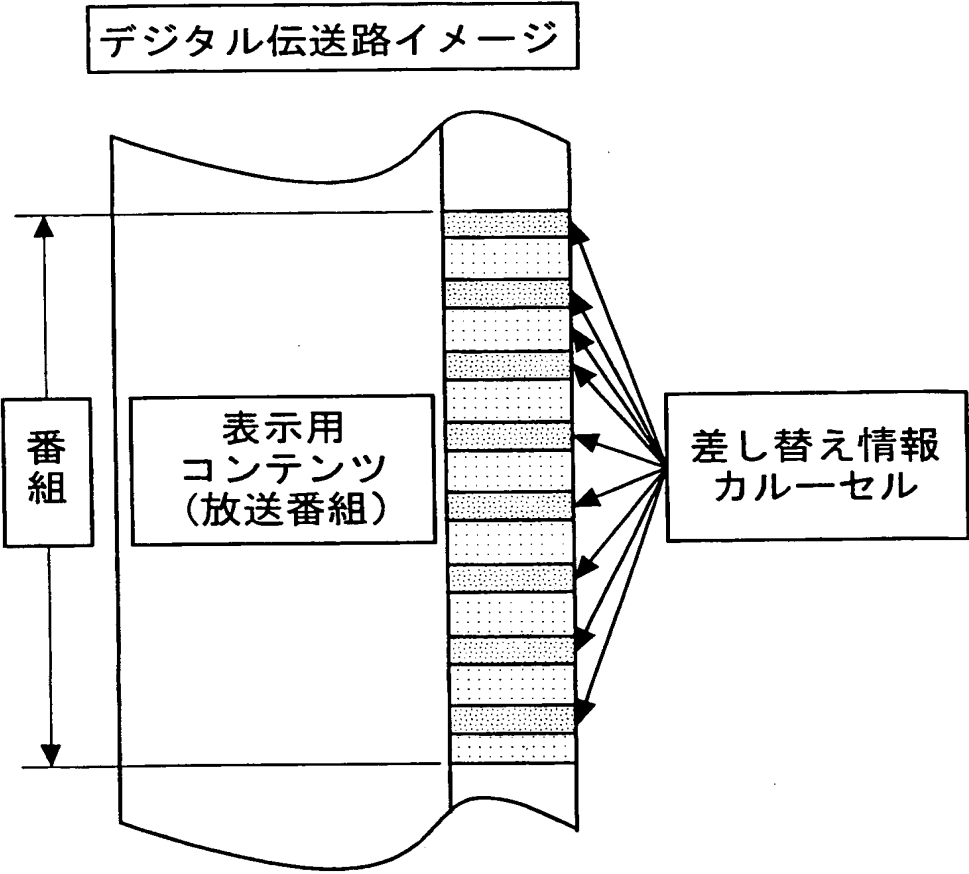 デジタル伝送路イメージ
番
組
表示用
コンテンツ
(放送番組)
差し替え情報
カルーセル